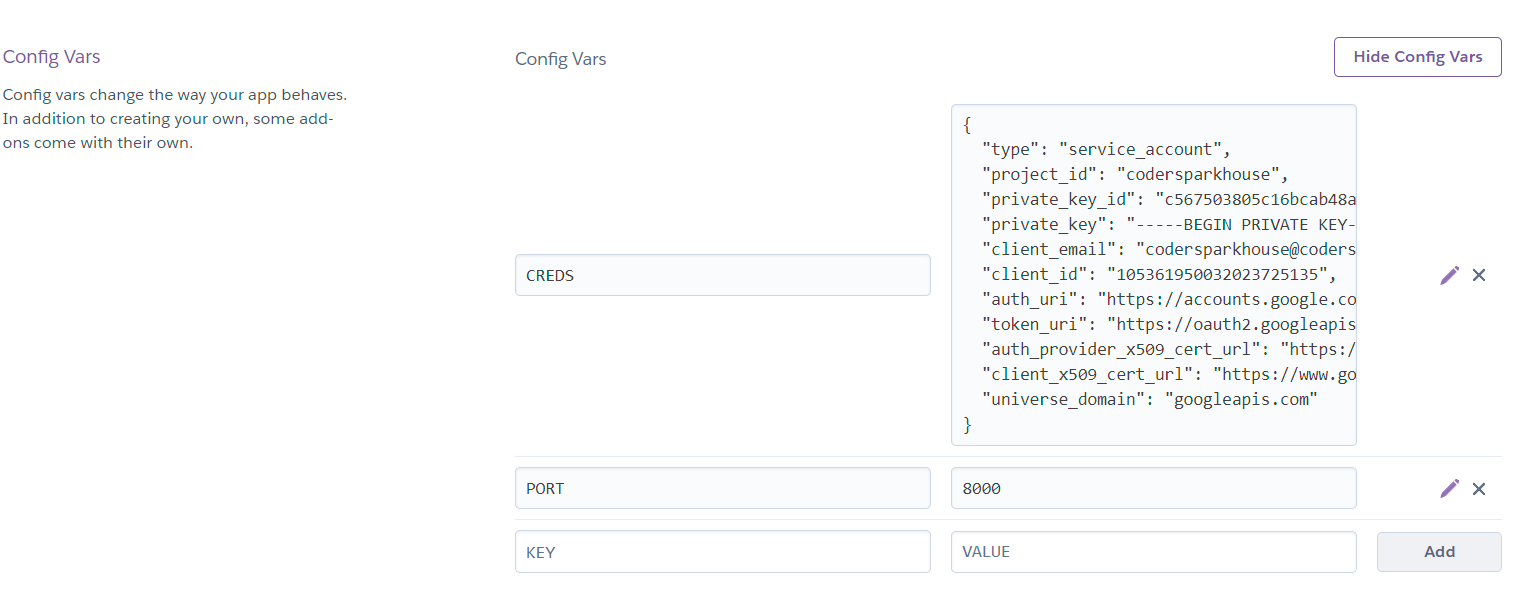 Config Vars
Config vars change the way your app behaves.
In addition to creating your own, some add-
ons come with their own.
Config Vars
Hide Config Vars
CREDS
{
  "type": "service_account",
  "project_id": "codersparkhouse",
  "private_key_id": "c567503805c16bcab48a
  "private_key": "-----BEGIN PRIVATE KEY-
  "client_email": "codersparkhouse@coders
  "client_id": "105361950032023725135",
  "auth_uri": "https://accounts.google.co
  "token_uri": "https://oauth2.googleapis
  "auth_provider_x509_cert_url": "https:/
  "client_x509_cert_url": "https://www.go
  "universe_domain": "googleapis.com"
}
PORT
8000
KEY
VALUE
Add